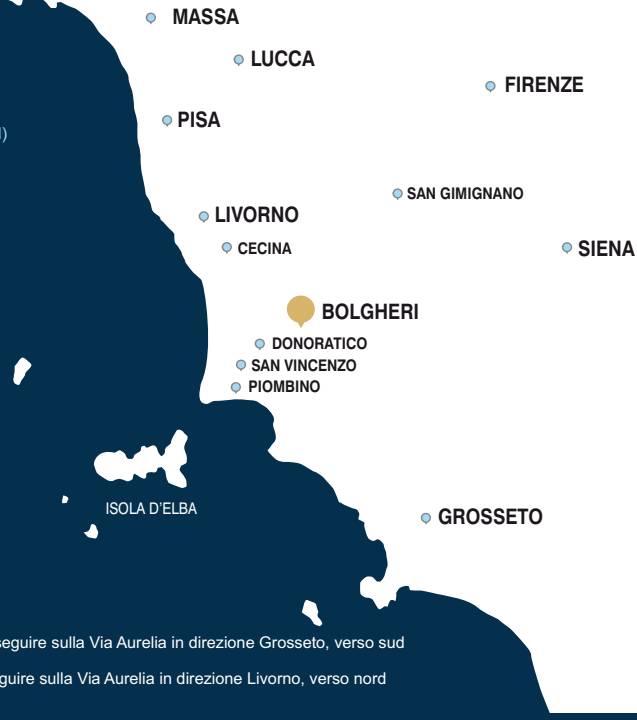 MASSA
LUCCA
FIRENZE
PISA
)
SAN GIMIGNANO
LIVORNO
CECINA
SIENA
BOLGHERI
DONORATICO
SAN VINCENZO
PIOMBINO
ISOLA D'ELBA
GROSSETO
seguire sulla Via Aurelia in direzione Grosseto, verso sud
guire sulla Via Aurelia in direzione Livorno, verso nord